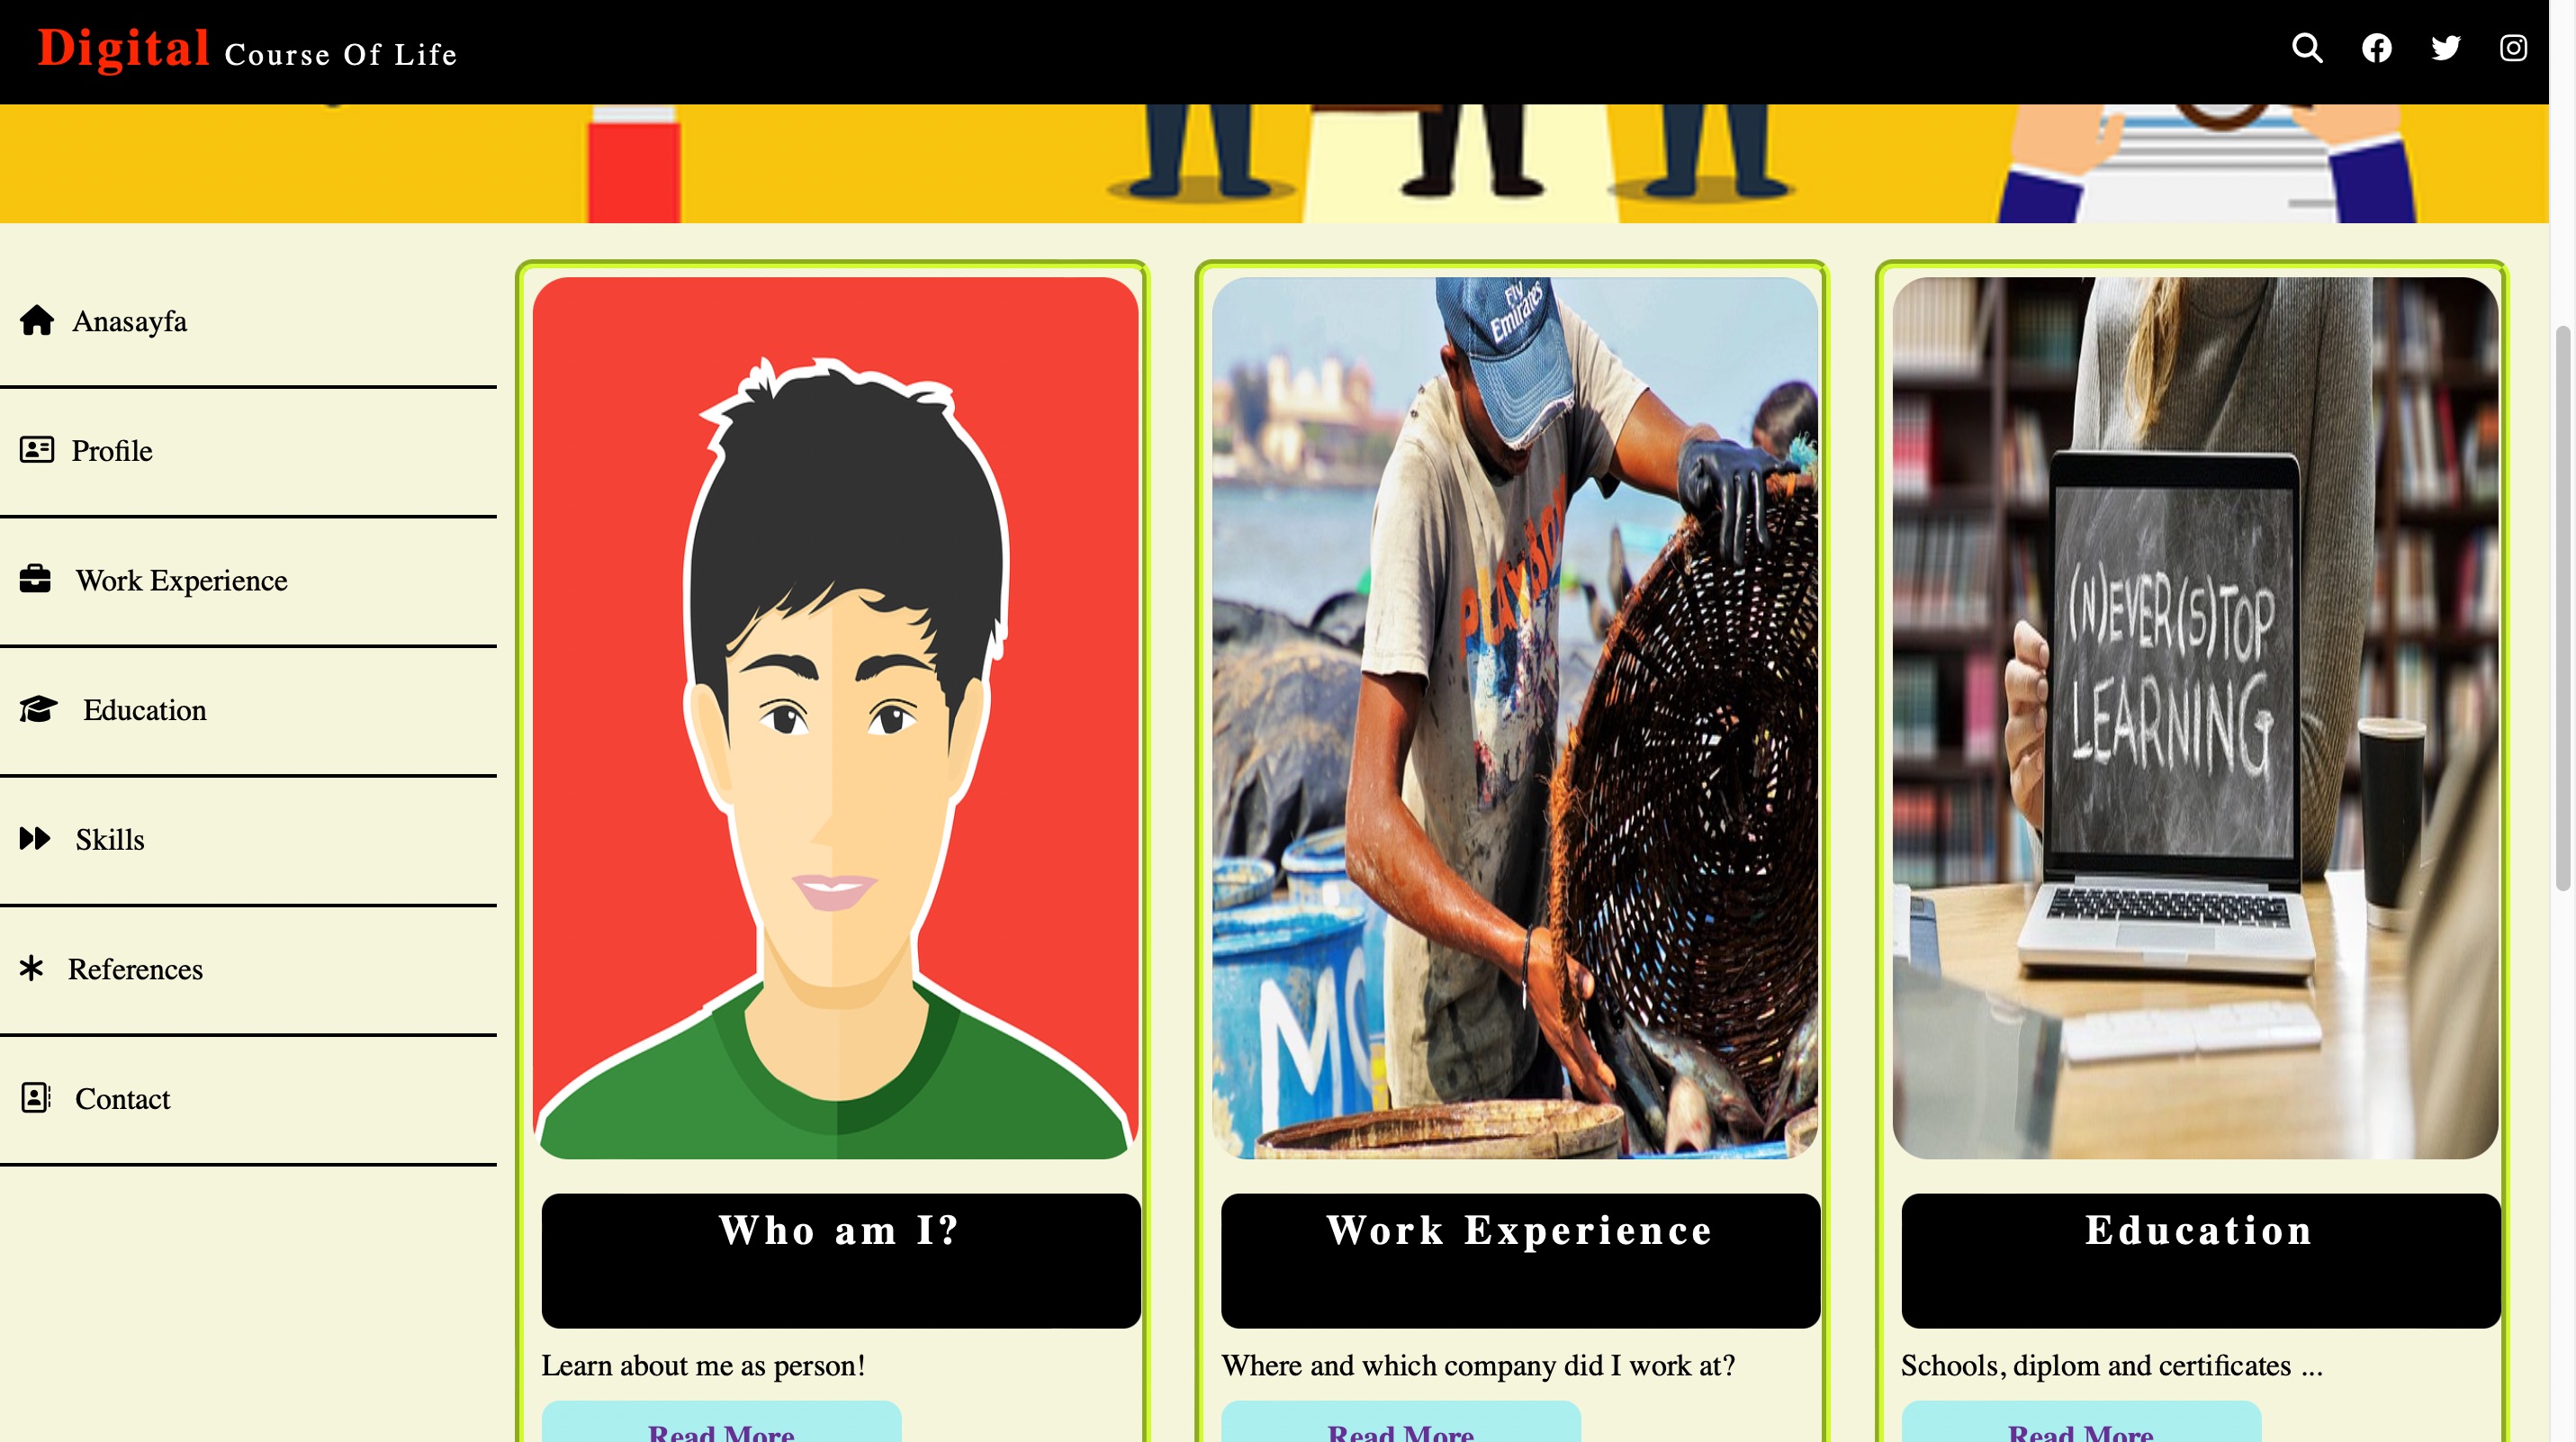 Digital Course Of Life
Anasayfa
Profile
Work Experience
Education
Skills
References
Contact
Fly
Emirates
PLAYBOY
MC
(N)EVER (S)TOP
LEARNING
Who am I?
Work Experience
Education
Learn about me as person!
Where and which company did I work at?
Schools, diplom and certificates ...
Read More
Read More
Read More